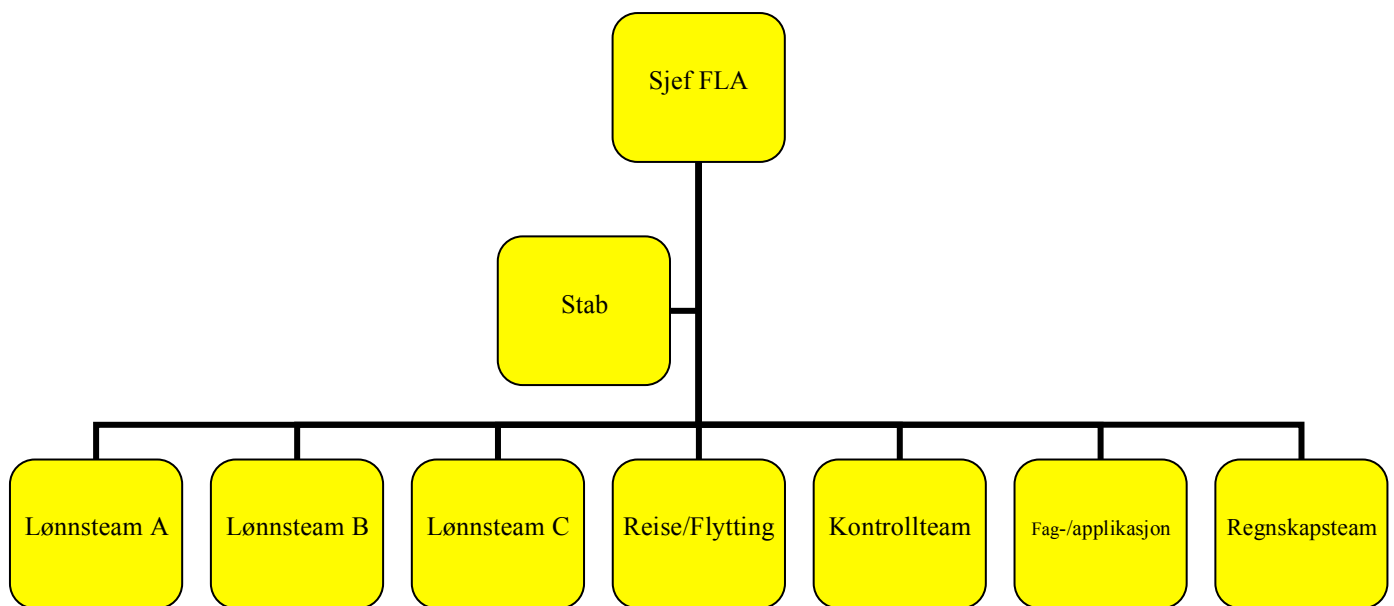 Sjef FLA
Stab
Lønnsteam A
Lønnsteam B
Lønnsteam C
Reise/Flytting
Kontrollteam
Fag-/applikasjon
Regnskapsteam